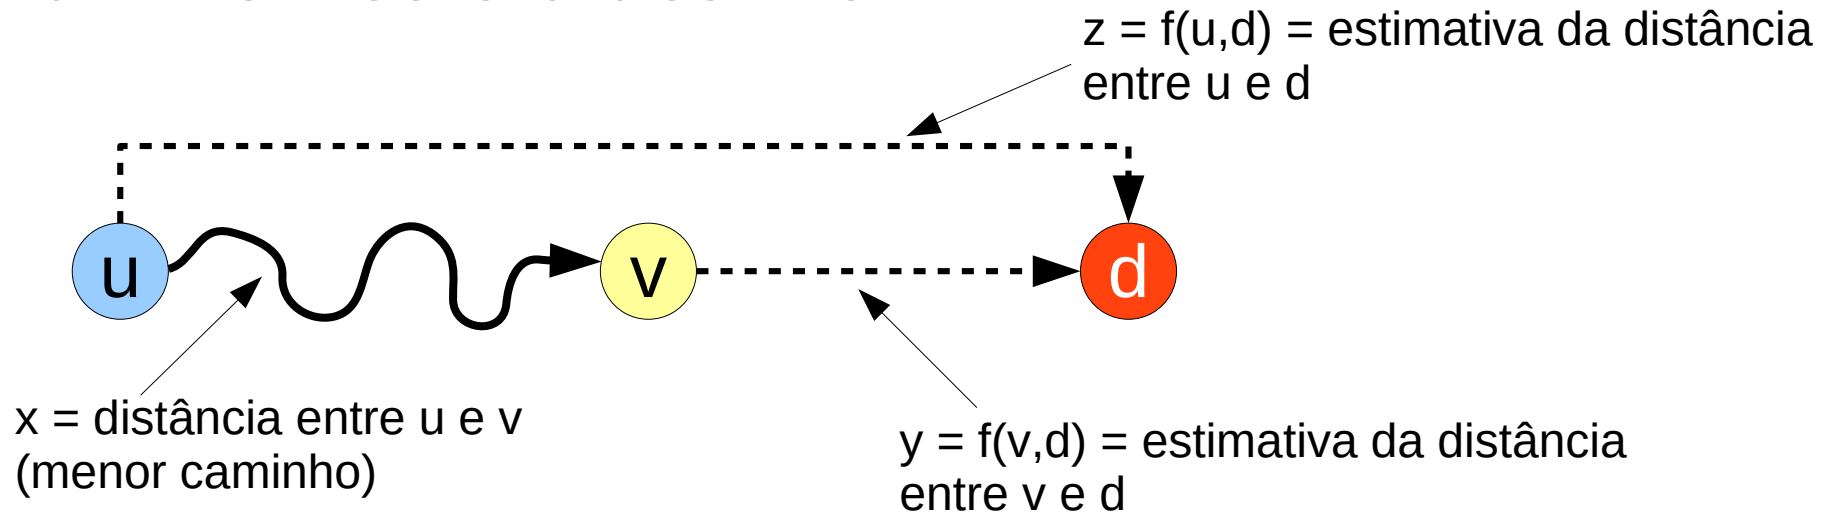 z = f(u,d) = estimativa da distância
entre u e d
u
v
d
x = distância entre u e v
(menor caminho)
y = f(v,d) = estimativa da distância
entre v e d